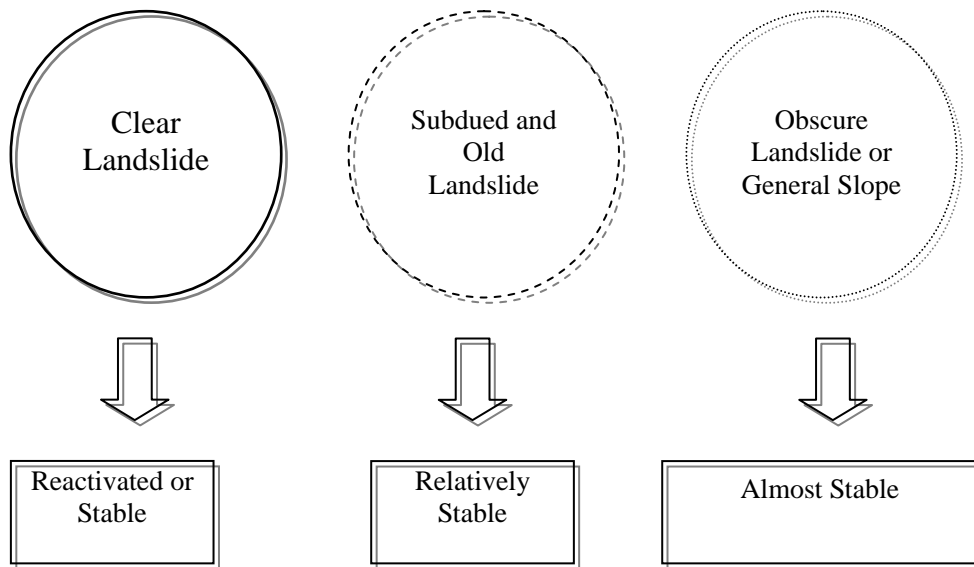 Clear
Landslide
Subdued and
Old
Landslide
Obscure
Landslide or
General Slope
Reactivated or
Stable
Relatively
Stable
Almost Stable